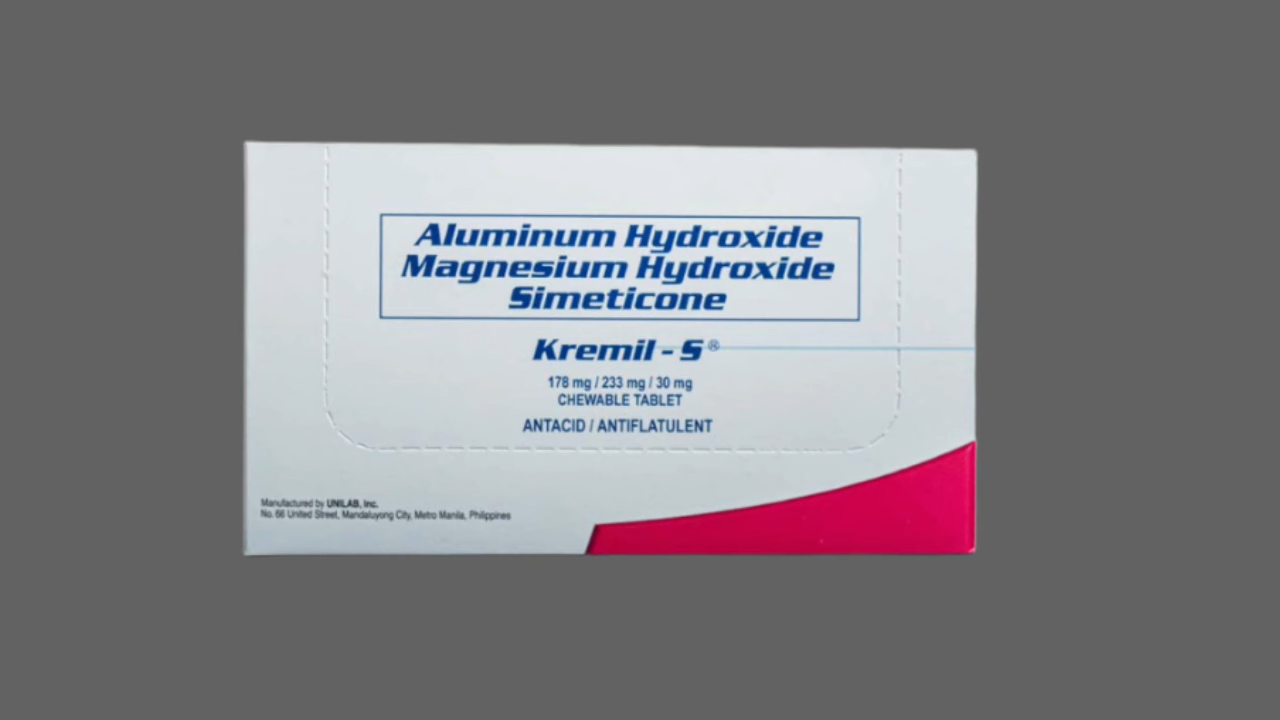 Aluminum Hydroxide
Magnesium Hydroxide
Simeticone
Kremil - S®
178 mg / 233 mg / 30 mg
CHEWABLE TABLET
ANTACID / ANTIFLATULENT
Manufactured by UNILAB, Inc.
No. 66 United Street, Mandaluyong City, Metro Manila, Philippines